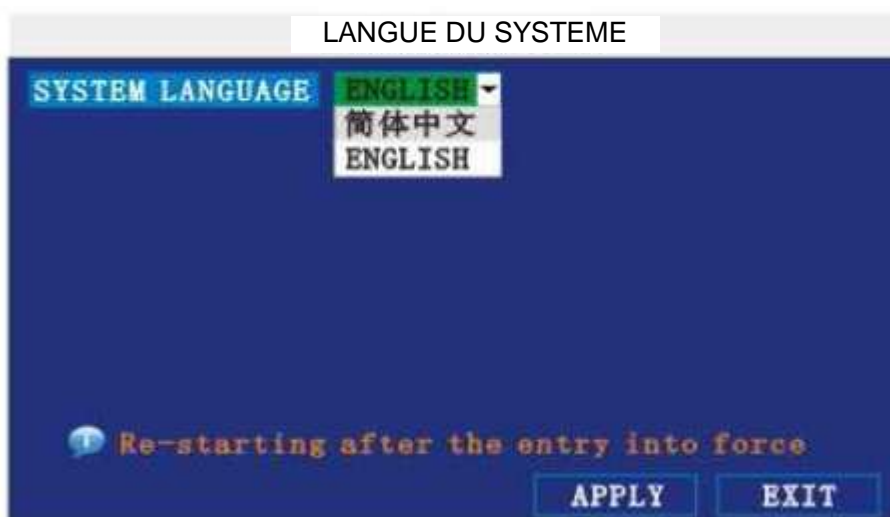 LANGUE DU SYSTEME
SYSTEM LANGUAGE ENGLISH
简体中文
ENGLISH
Re-starting after the entry into force
APPLY EXIT